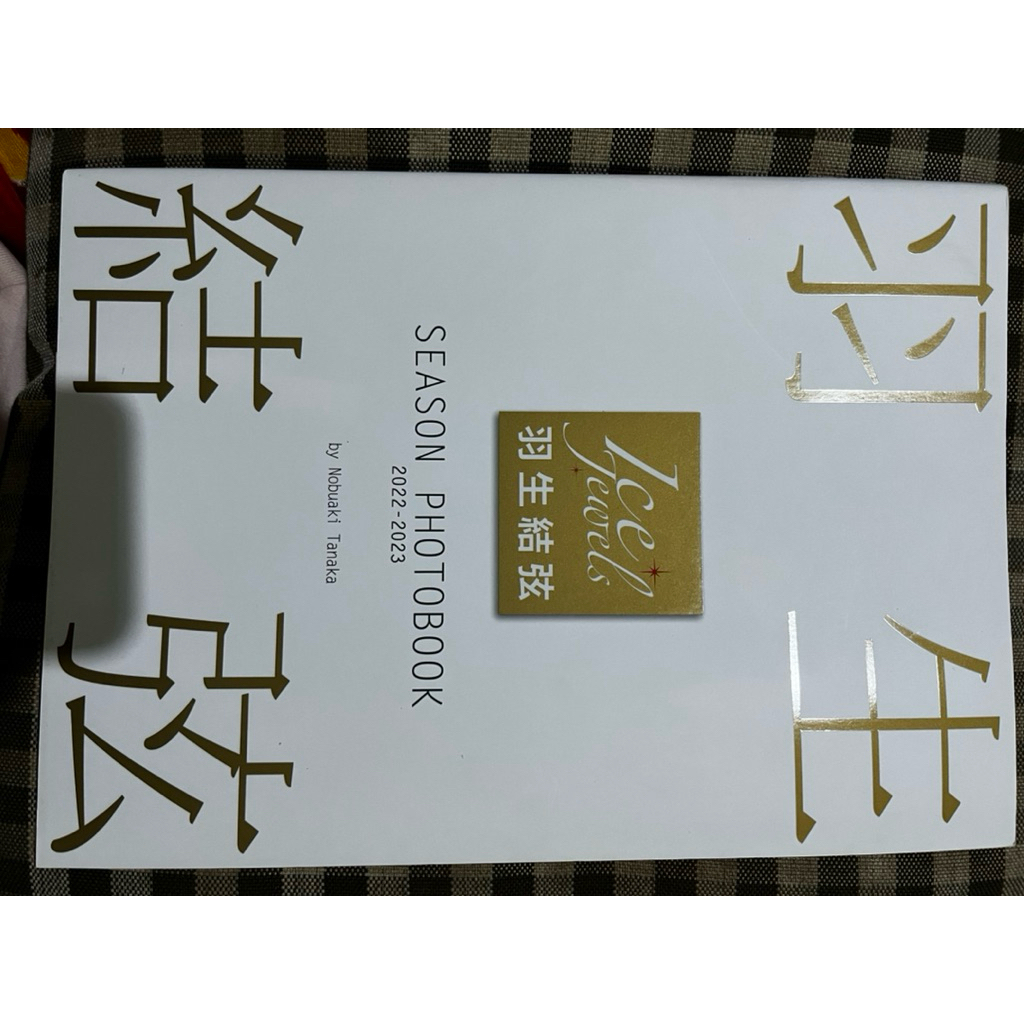 羽生
Ice
Jewels
羽生結弦
SEASON PHOTOBOOK
2022-2023
by Nobuaki Tanaka
結弦